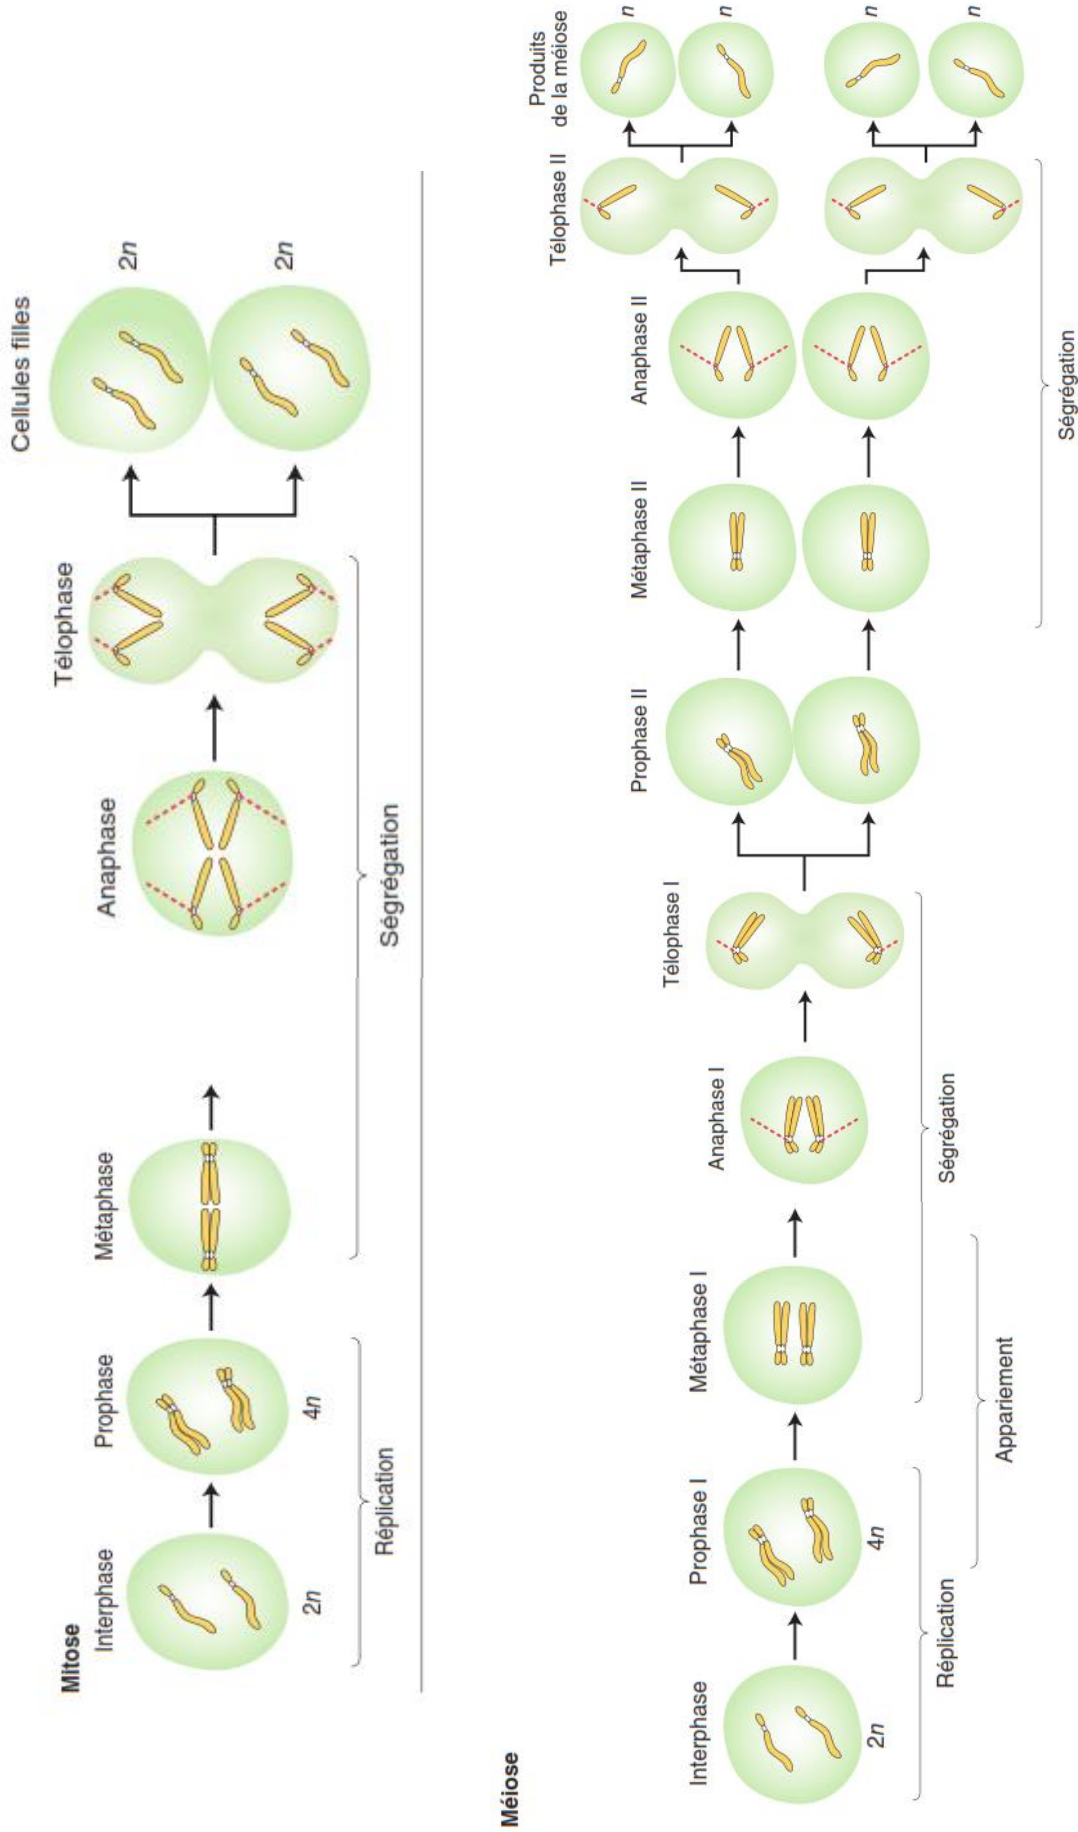 Mitose
Interphase
Prophase
Métaphase
Anaphase
Télophase
Cellules filles
2n
4n
2n
2n
Réplication
Ségrégation
Méiose
Interphase
Prophase I
Métaphase I
Anaphase I
Télophase I
Prophase II
Métaphase II
Anaphase II
Télophase II
Produits
de la méiose
n
n
n
n
2n
4n
Réplication
Appariement
Ségrégation
Ségrégation